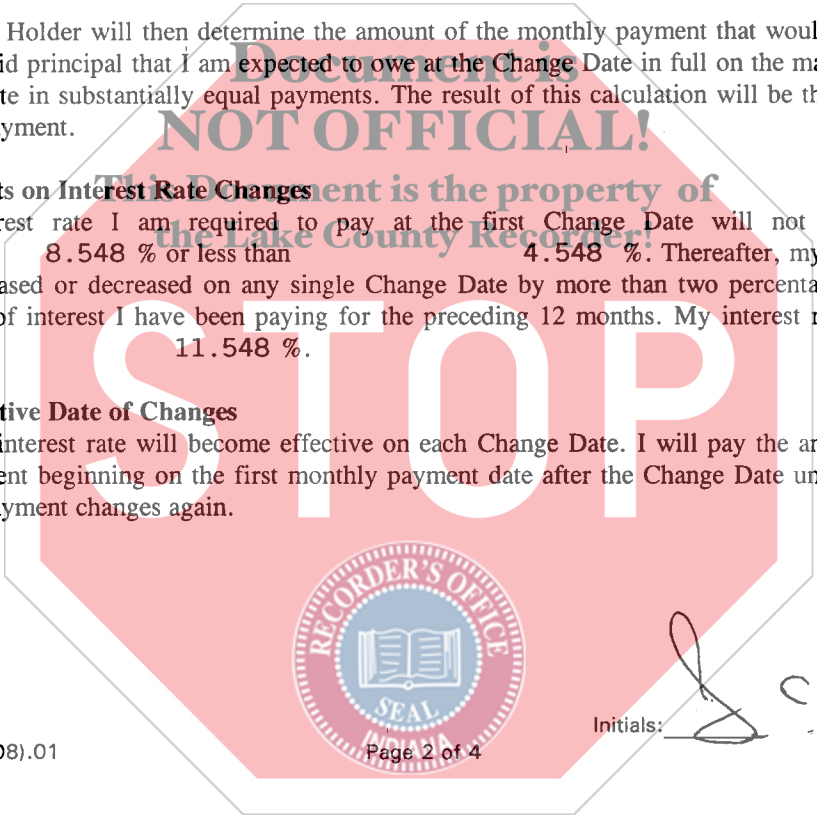 Holder will then determine the amount of the monthly payment that woul
id principal that I am expected to owe at the Change Date in full on the ma
te in substantially equal payments. The result of this calculation will be th
yment.
Document is
NOT OFFICIAL!
This Document is the property of
the Lake County Recorder!
ts on Interest Rate Changes
rest rate I am required to pay at the first Change Date will not
8.548 % or less than 4.548 %. Thereafter, my
ased or decreased on any single Change Date by more than two percenta
of interest I have been paying for the preceding 12 months. My interest r
11.548 %.
STOP
tive Date of Changes
interest rate will become effective on each Change Date. I will pay the a
ent beginning on the first monthly payment date after the Change Date un
yment changes again.
RECORDER'S OFFICE
SEAL
INDIANA
Initials:
08).01
Page 2 of 4